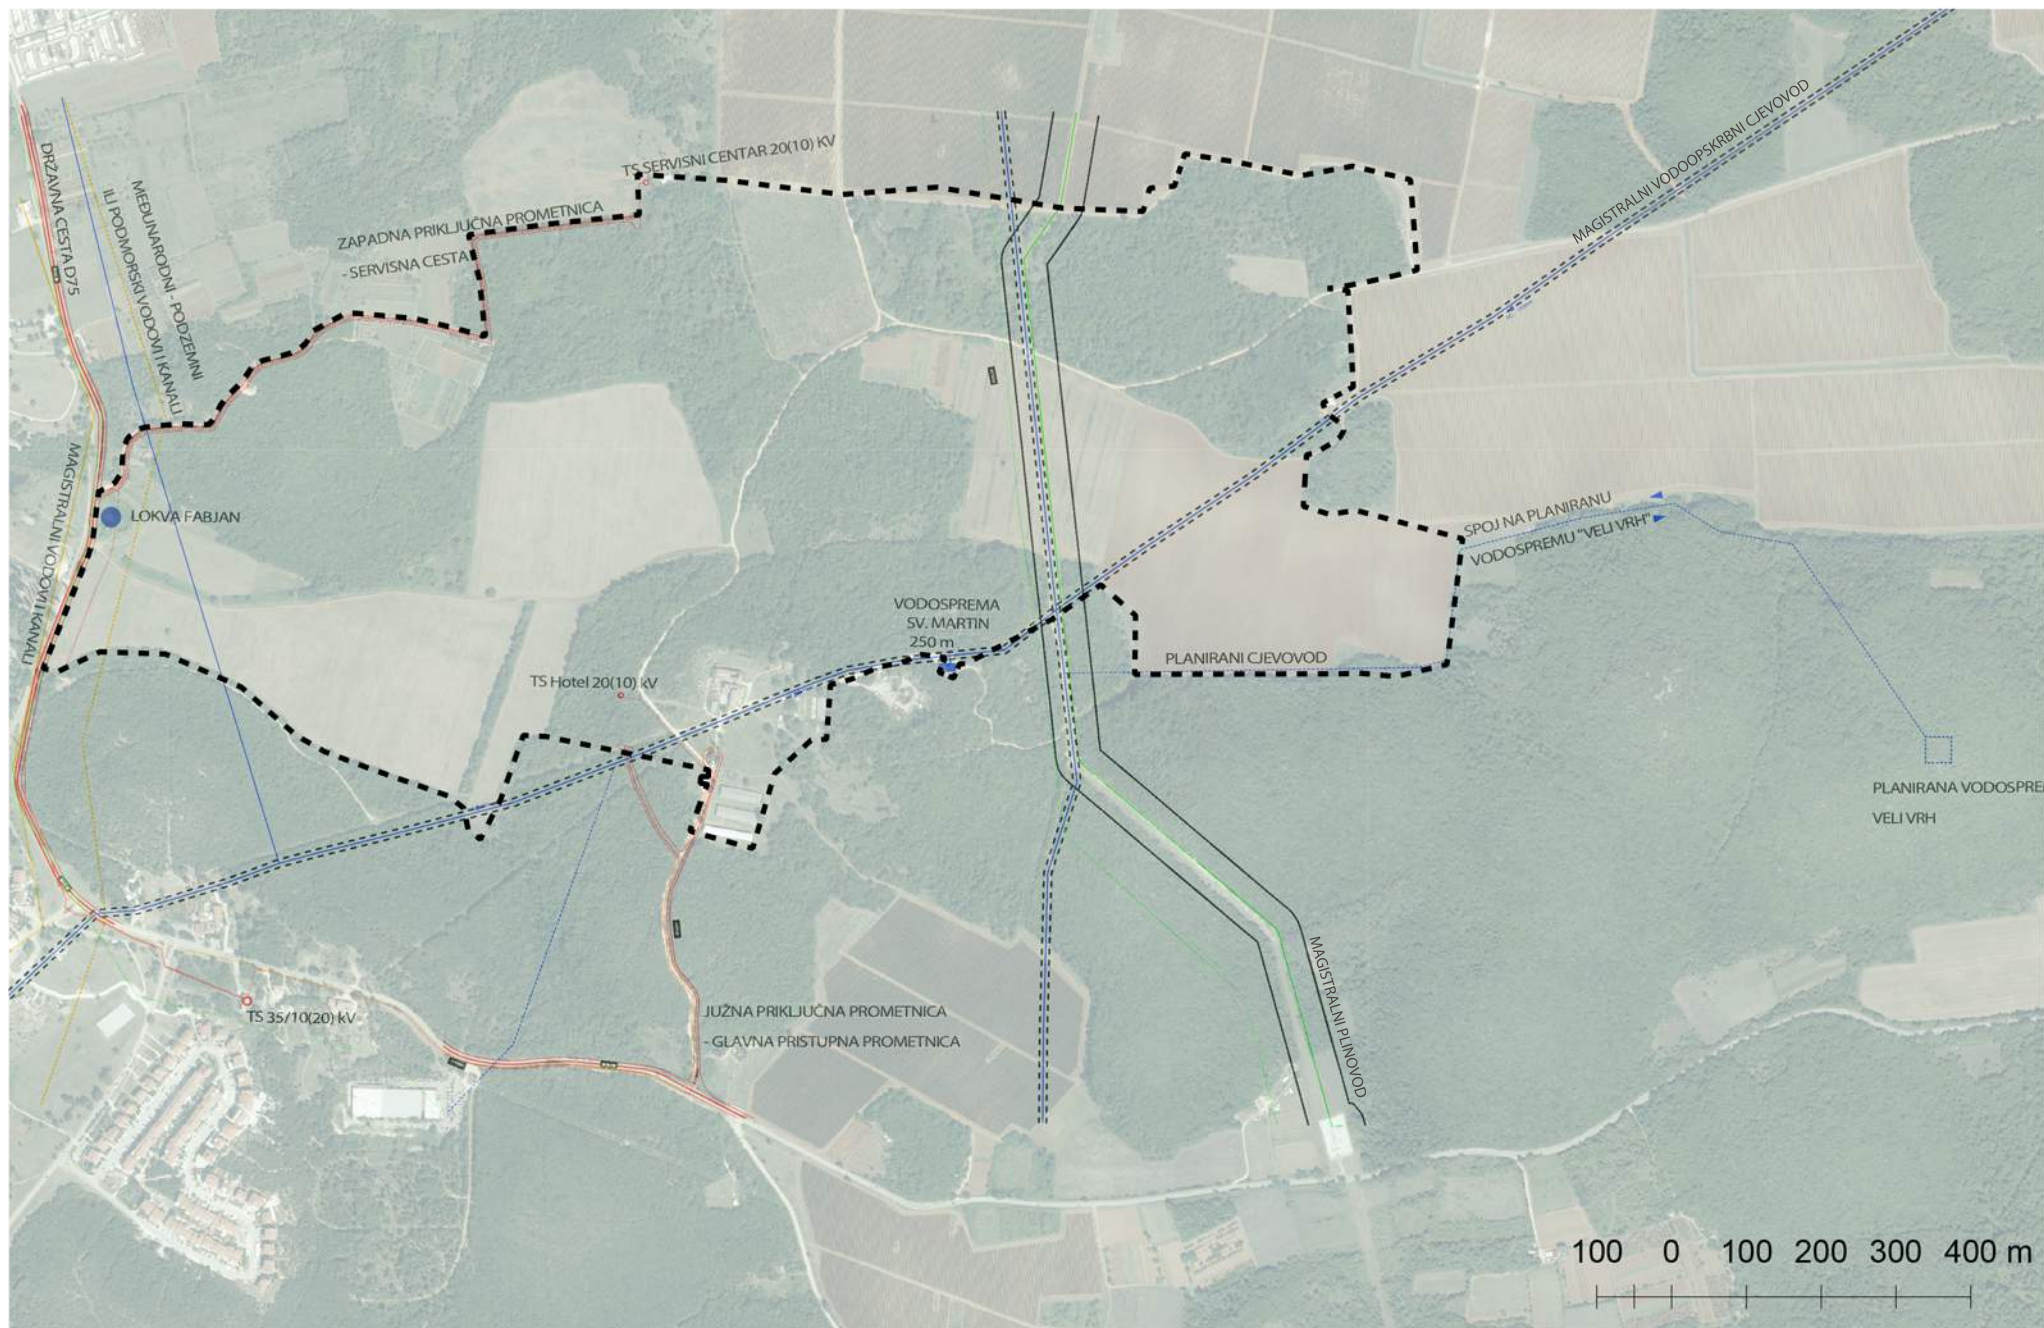 TS SERVISNI CENTAR 20(10) KV
DRŽAVNA CESTA D75
MEĐUNARODNI - PODZEMNI
ILI PODMORSKI VODOVI I KANALI
ZAPADNA PRIKLJUČNA PROMETNICA
- SERVISNA CESTA
MAGISTRALNI VODOOPSKRBNI CJEVOVOD
MAGISTRALNI VODOVI I KANALI
LOKVA FABJAN
SPOJ NA PLANIRANU
VODOSPREMU "VELI VRH"
VODOSPREMA
SV. MARTIN
250 m
PLANIRANI CJEVOVOD
TS Hotel 20(10) kV
PLANIRANA VODOSPRE
VELI VRH
MAGISTRALNI PLINOVOD
TS 35/10(20) kV
JUŽNA PRIKLJUČNA PROMETNICA
- GLAVNA PRISTUPNA PROMETNICA
100 0 100 200 300 400 m